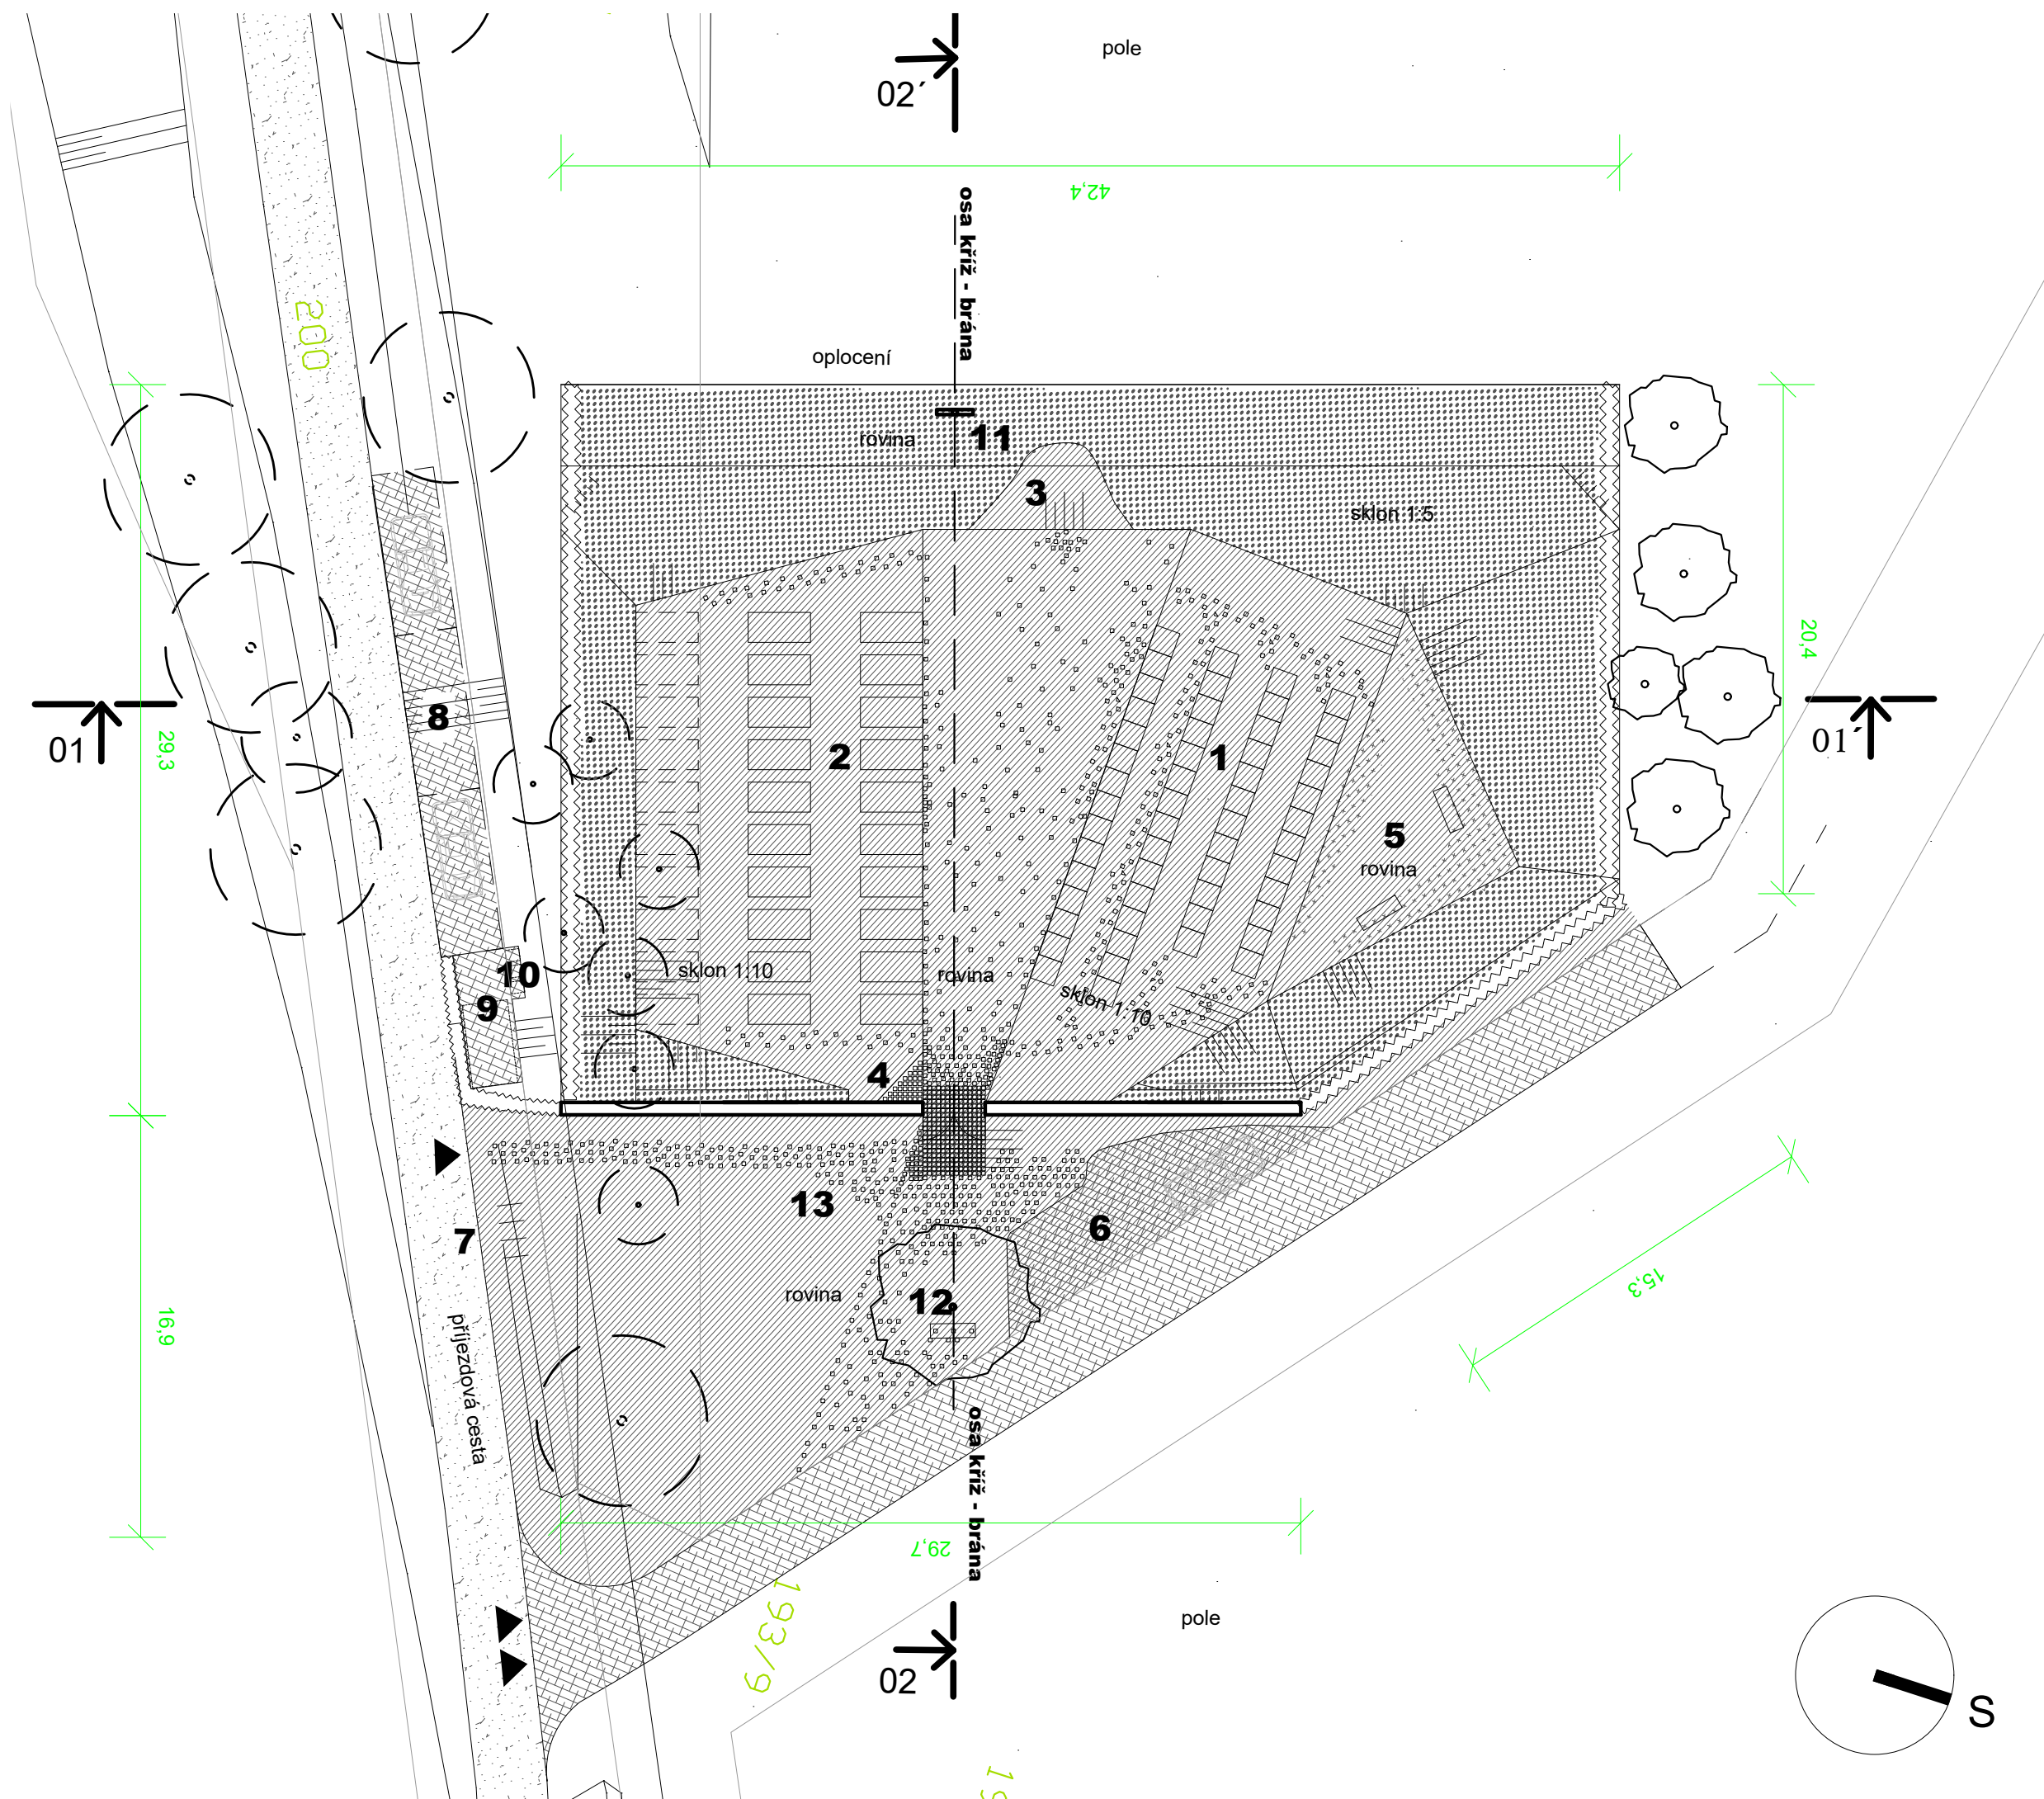 pole
02´
42,4
osa kříž - brána
200
oplocení
11
rovina
3
sklon 1:5
20,4
8
01
29,3
2
1
01´
5
rovina
10
sklon 1:10
rovina
9
sklon 1:10
4
13
7
6
15,3
rovina
12
16,9
příjezdová cesta
osa kříž - brána
29,7
193/9
pole
02
S